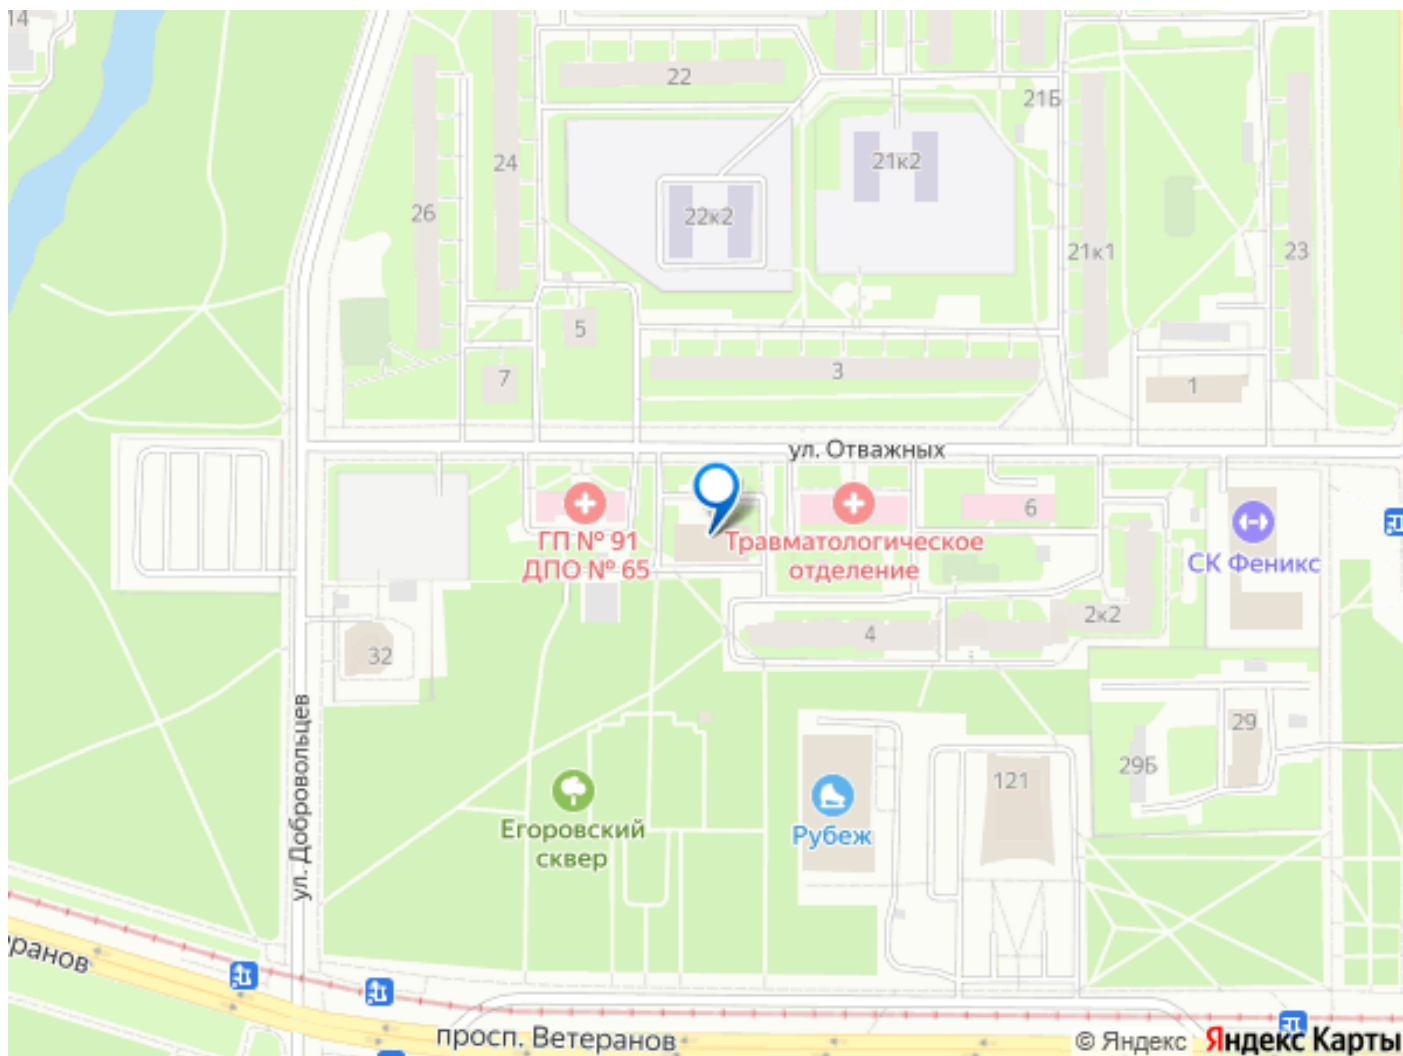 14
22
21Б
24
21к2
26
22к2
21к1
23
5
3
7
1
ул. Отважных
6
ГП № 91
ДПО № 65
Травматологическое
отделение
СК Феникс
2к2
4
32
ул. Добровольцев
29
29Б
121
Егоровский
сквер
Рубеж
еранов
просп. Ветеранов
© Яндекс Яндекс Карты